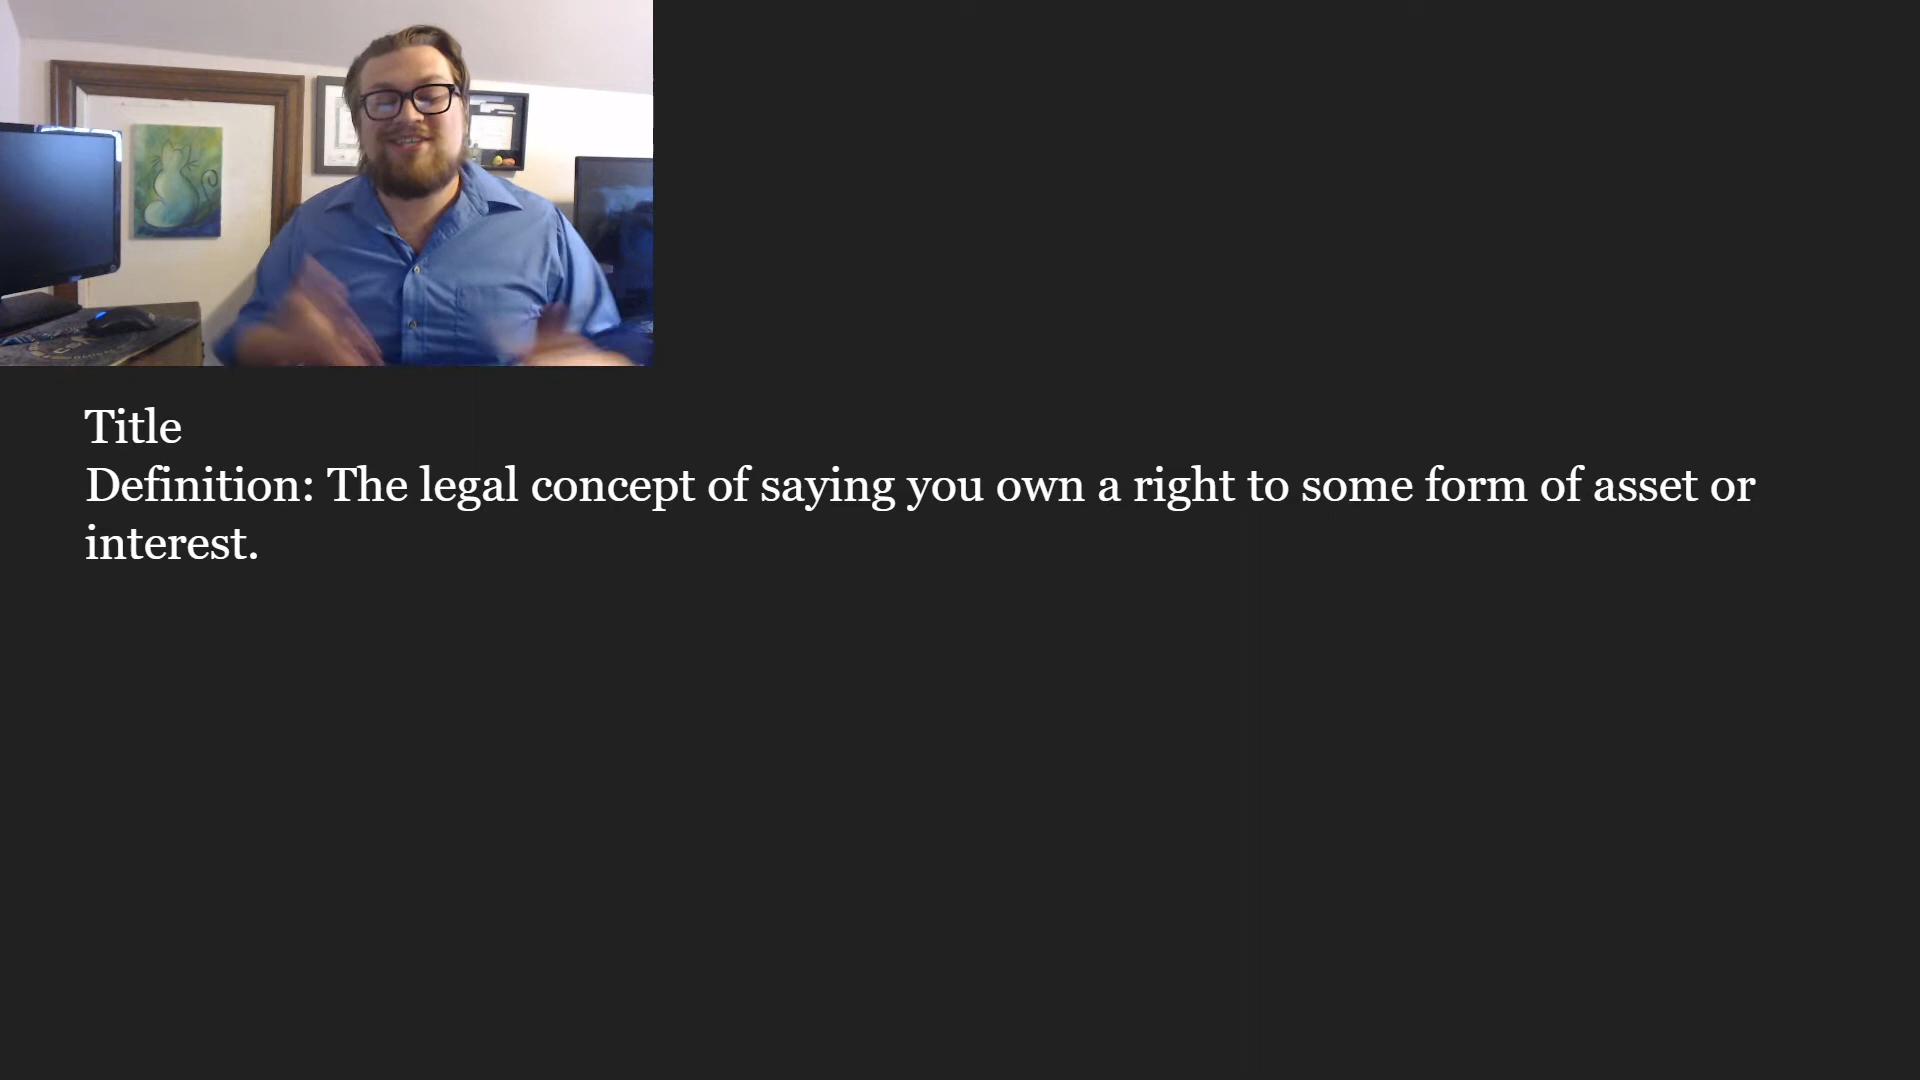 Title
Definition: The legal concept of saying you own a right to some form of asset or
interest.